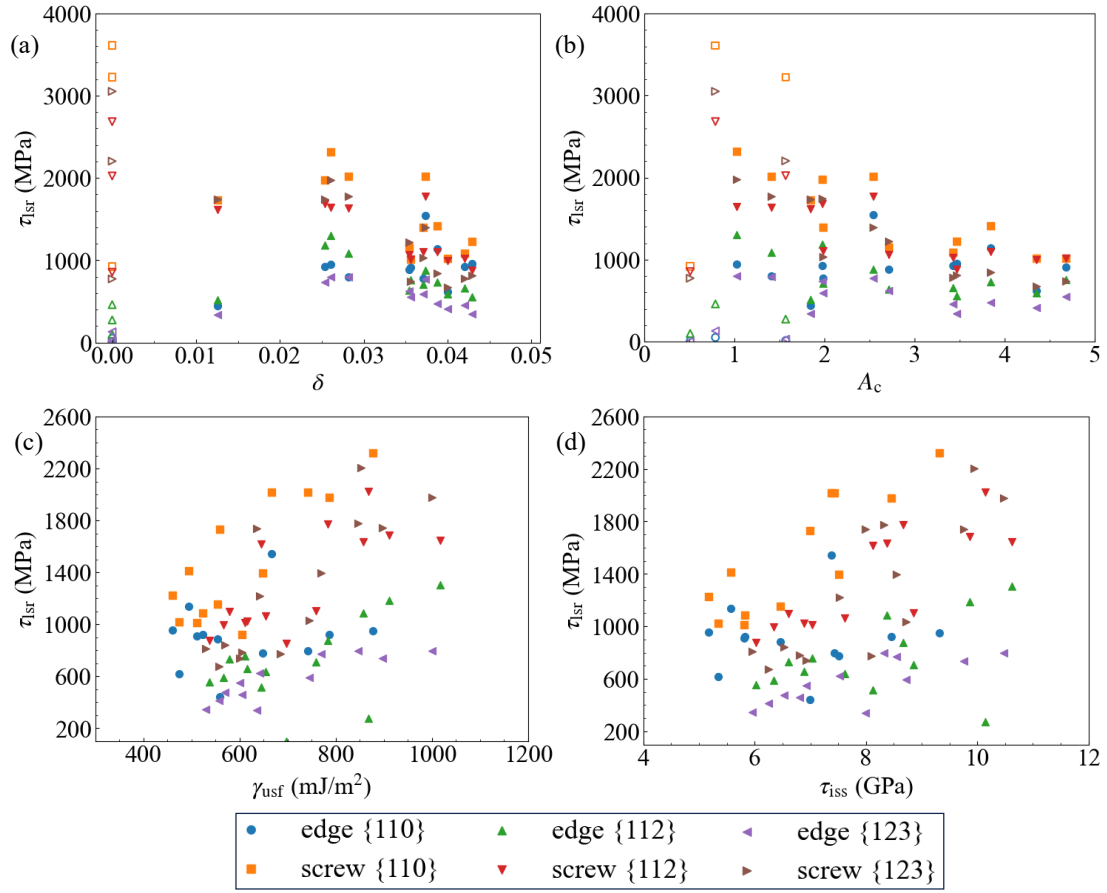 (a)
4000
3000
2000
1000
0
τlsr (MPa)
0.00 0.01 0.02 0.03 0.04 0.05
δ
(b)
4000
3000
2000
1000
0
τlsr (MPa)
0 1 2 3 4 5
Ac
(c)
2600
2200
1800
1400
1000
600
200
τlsr (MPa)
400 600 800 1000 1200
γusf (mJ/m²)
(d)
2600
2200
1800
1400
1000
600
200
τlsr (MPa)
4 6 8 10 12
τiss (GPa)
edge {110} edge {112} edge {123}
screw {110} screw {112} screw {123}